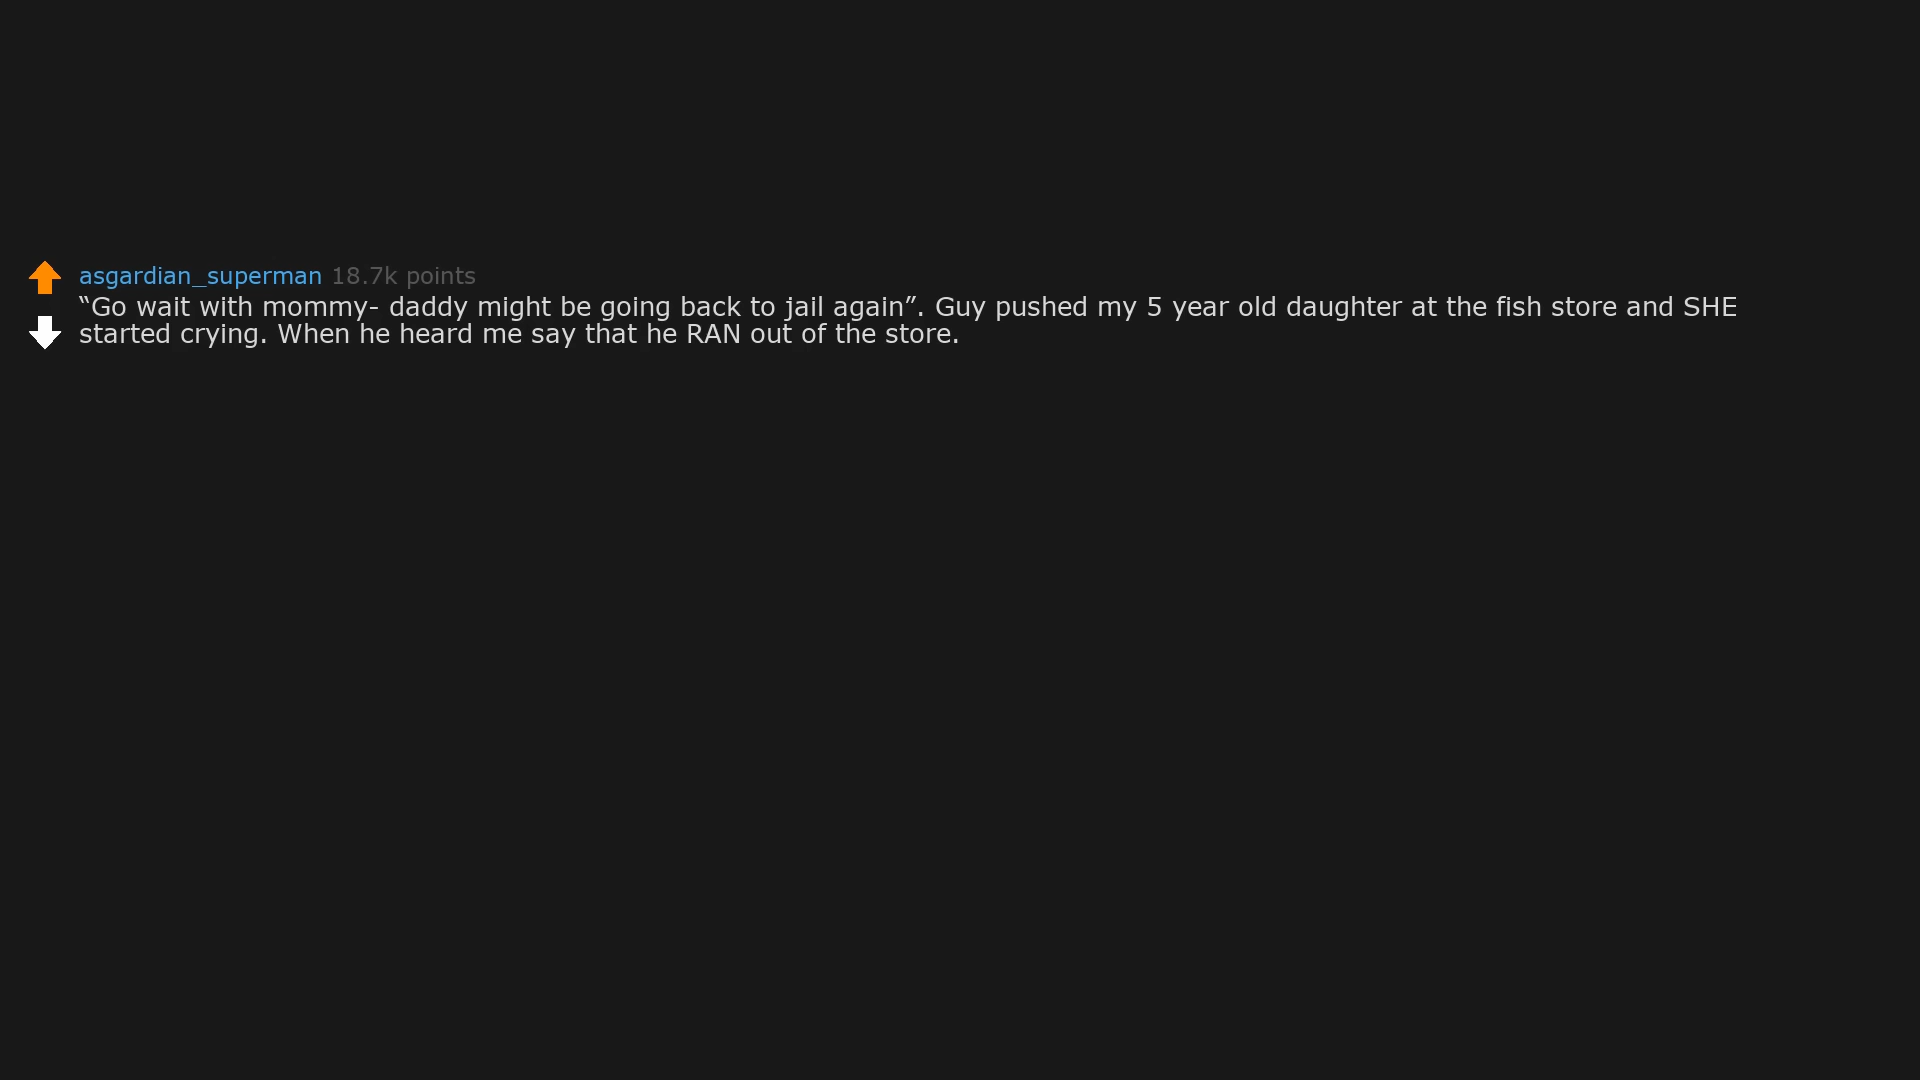 asgardian_superman 18.7k points
“Go wait with mommy- daddy might be going back to jail again”. Guy pushed my 5 year old daughter at the fish store and SHE
started crying. When he heard me say that he RAN out of the store.